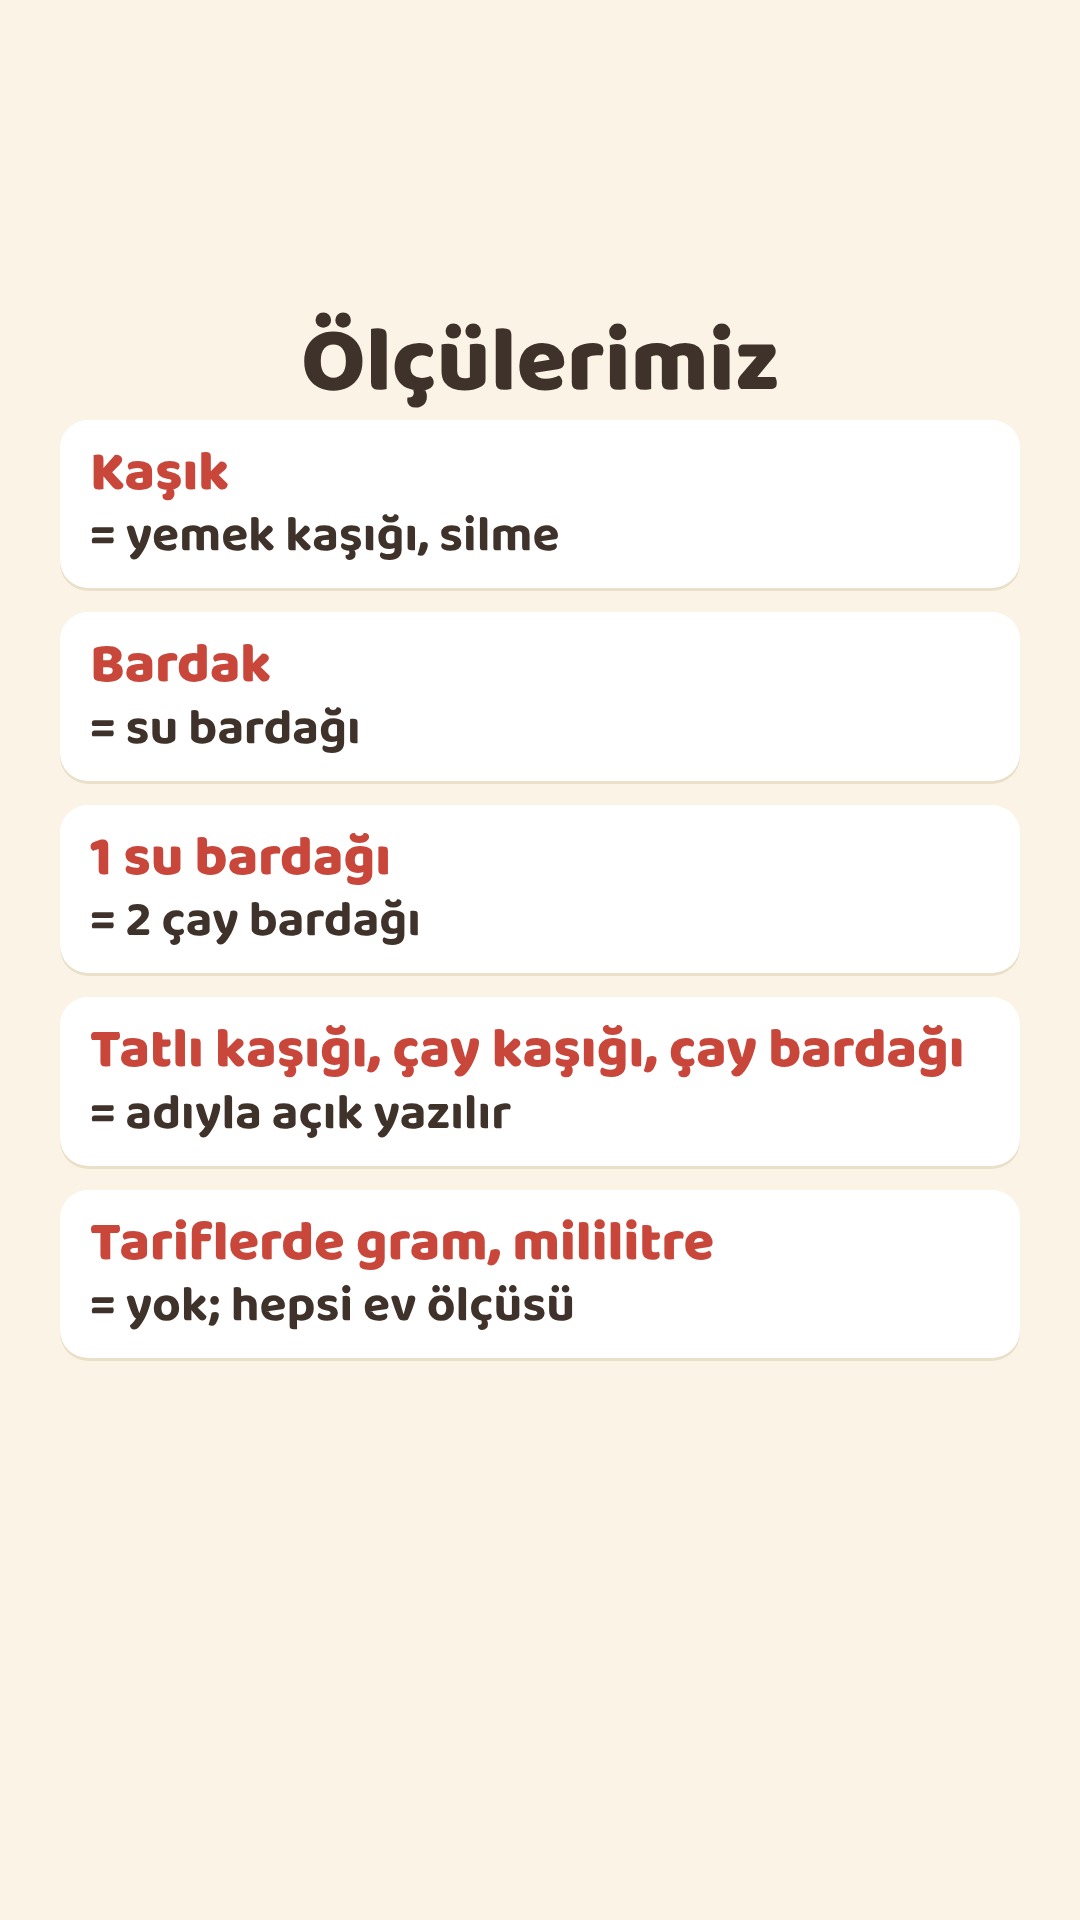 Ölçülerimiz
Kaşık
= yemek kaşığı, silme
Bardak
= su bardağı
1 su bardağı
= 2 çay bardağı
Tatlı kaşığı, çay kaşığı, çay bardağı
= adıyla açık yazılır
Tariflerde gram, mililitre
= yok; hepsi ev ölçüsü